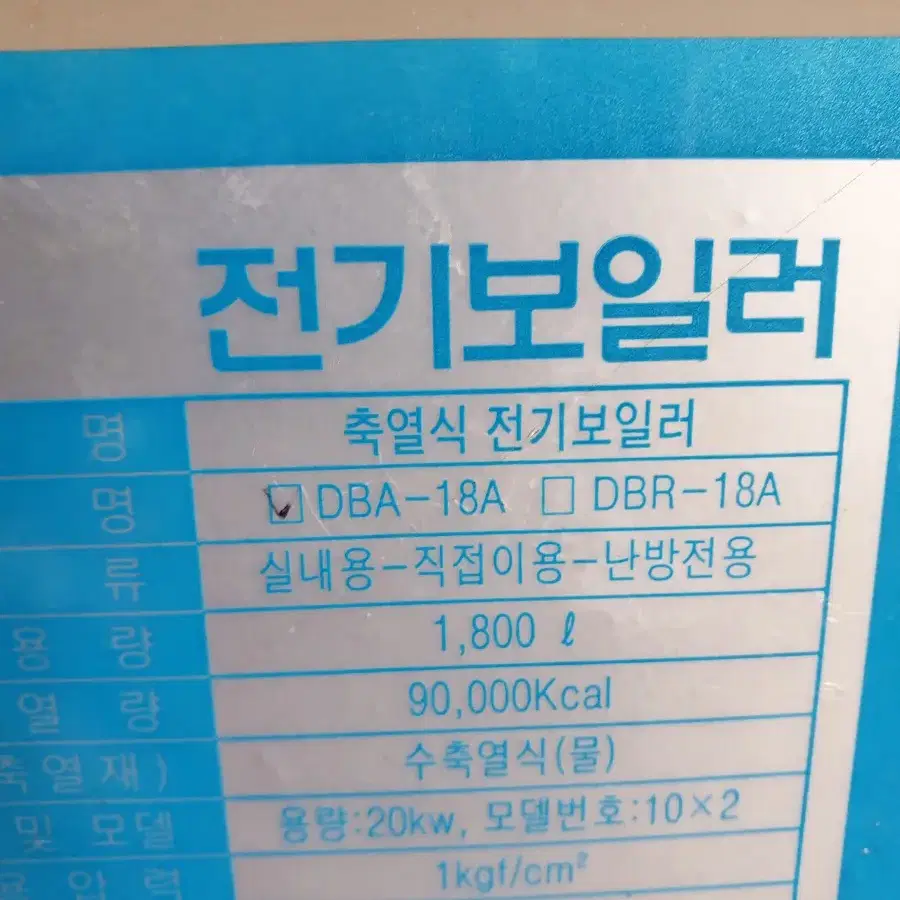 전기보일러
명 축열식 전기보일러
명 ☑DBA-18A ☐DBR-18A
류 실내용-직접이용-난방전용
용량 1,800 ℓ
열량 90,000Kcal
축열재) 수축열식(물)
및 모델 용량:20kw, 모델번호:10×2
용압력 1kgf/cm²